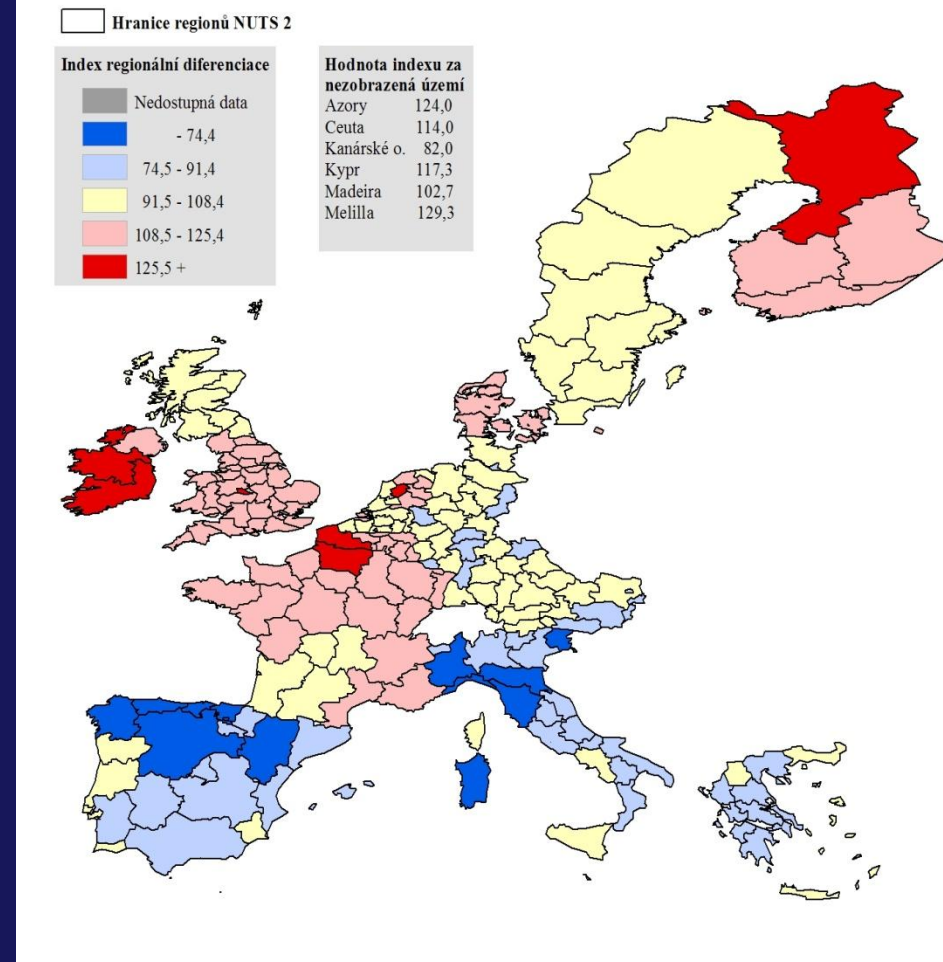 Hranice regionů NUTS 2
Index regionální diferenciace
Nedostupná data
- 74,4
74,5 - 91,4
91,5 - 108,4
108,5 - 125,4
125,5 +
Hodnota indexu za
nezobrazená území
Azory 124,0
Ceuta 114,0
Kanárské o. 82,0
Kypr 117,3
Madeira 102,7
Melilla 129,3